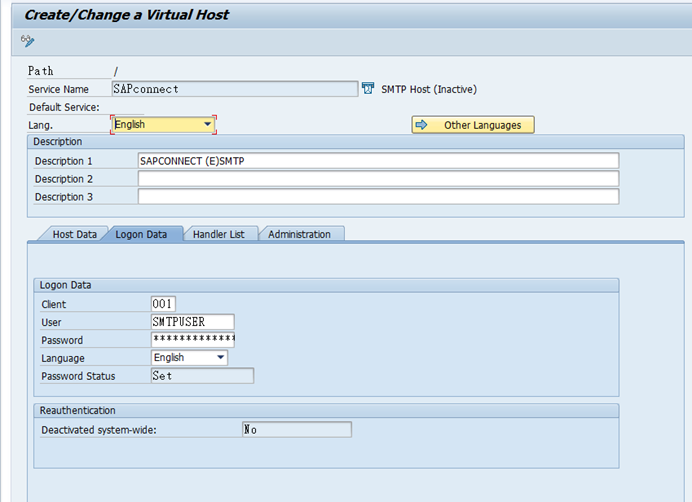 Create/Change a Virtual Host
Path /
Service Name SAPconnect SMTP Host (Inactive)
Default Service:
Lang. English Other Languages
Description
Description 1 SAPCONNECT (E)SMTP
Description 2
Description 3
Host Data Logon Data Handler List Administration
Logon Data
Client 001
User SMTPUSER
Password *************
Language English
Password Status Set
Reauthentication
Deactivated system-wide: No